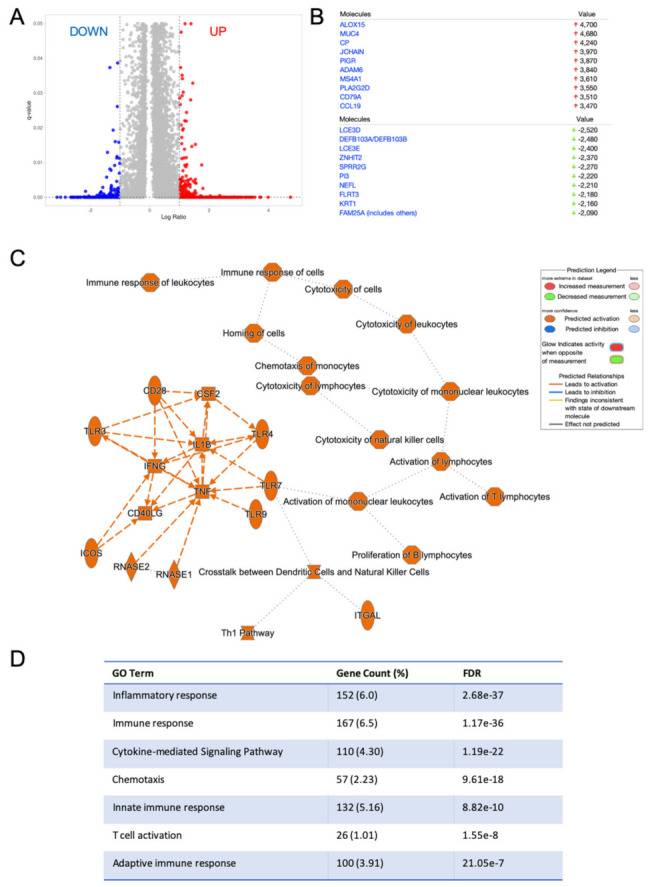 A
DOWN
UP
q-value
0.05
0.04
0.03
0.02
0.01
0.00
-2
0
2
4
Log Ratio
B
Molecules Value
ALOX15 4,700
MUC4 4,680
CP 4,240
JCHAIN 3,970
PIGR 3,870
ADAM6 3,840
MS4A1 3,610
PLA2G2D 3,550
CD79A 3,510
CCL19 3,470
Molecules Value
LCE3D -2,520
DEFB103A/DEFB103B -2,480
LCE3E -2,400
ZNHIT2 -2,370
SPRR2G -2,270
PI3 -2,220
NEFL -2,210
FLRT3 -2,180
KRT1 -2,160
FAM25A (includes others) -2,090
C
Immune response of leukocytes
Immune response of cells
Cytotoxicity of cells
Cytotoxicity of leukocytes
Homing of cells
Chemotaxis of monocytes
Cytotoxicity of lymphocytes
Cytotoxicity of mononuclear leukocytes
Cytotoxicity of natural killer cells
Activation of lymphocytes
Activation of T lymphocytes
Activation of mononuclear leukocytes
Proliferation of B lymphocytes
CD28
CSF2
TLR3
IL1B
TLR4
IFNG
TNF
TLR7
CD40LG
TLR9
ICOS
RNASE2
RNASE1
Crosstalk between Dendritic Cells and Natural Killer Cells
Th1 Pathway
ITGAL
Prediction Legend
more extreme in dataset less
Increased measurement
Decreased measurement
more confidence less
Predicted activation
Predicted inhibition
Glow Indicates activity
when opposite
of measurement
Predicted Relationships
Leads to activation
Leads to inhibition
Findings inconsistent
with state of downstream
molecule
Effect not predicted
D
GO Term Gene Count (%) FDR
Inflammatory response 152 (6.0) 2.68e-37
Immune response 167 (6.5) 1.17e-36
Cytokine-mediated Signaling Pathway 110 (4.30) 1.19e-22
Chemotaxis 57 (2.23) 9.61e-18
Innate immune response 132 (5.16) 8.82e-10
T cell activation 26 (1.01) 1.55e-8
Adaptive immune response 100 (3.91) 21.05e-7